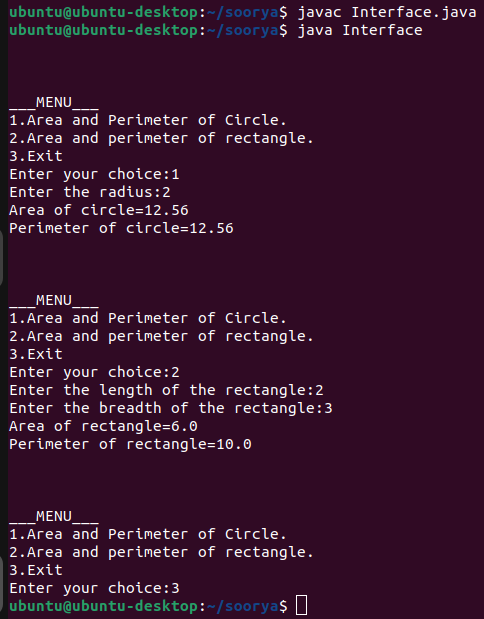 ubuntu@ubuntu-desktop:~/soorya$ javac Interface.java
ubuntu@ubuntu-desktop:~/soorya$ java Interface
___MENU___
1.Area and Perimeter of Circle.
2.Area and perimeter of rectangle.
3.Exit
Enter your choice:1
Enter the radius:2
Area of circle=12.56
Perimeter of circle=12.56
___MENU___
1.Area and Perimeter of Circle.
2.Area and perimeter of rectangle.
3.Exit
Enter your choice:2
Enter the length of the rectangle:2
Enter the breadth of the rectangle:3
Area of rectangle=6.0
Perimeter of rectangle=10.0
___MENU___
1.Area and Perimeter of Circle.
2.Area and perimeter of rectangle.
3.Exit
Enter your choice:3
ubuntu@ubuntu-desktop:~/soorya$